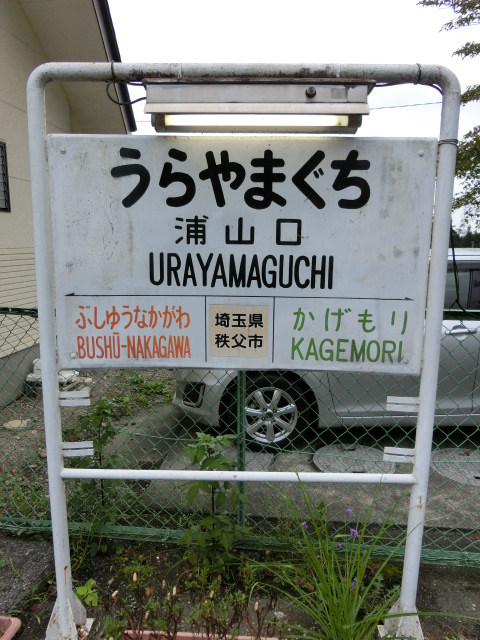 うらやまぐち
浦山口
URAYAMAGUCHI
ぶしゆうなかがわ
BUSHŪ-NAKAGAWA
埼玉県
秩父市
かげもり
KAGEMORI